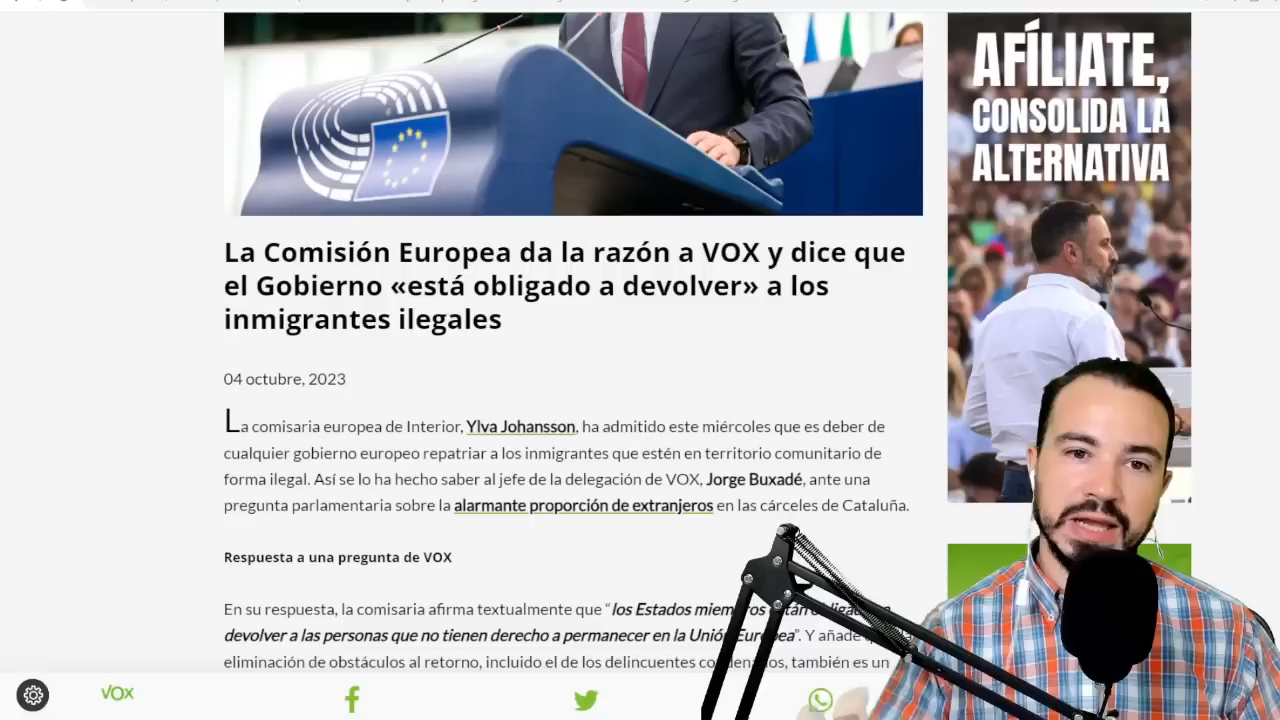 AFÍLIATE,
CONSOLIDA LA
ALTERNATIVA
La Comisión Europea da la razón a VOX y dice que
el Gobierno «está obligado a devolver» a los
inmigrantes ilegales
04 octubre, 2023
La comisaria europea de Interior, Ylva Johansson, ha admitido este miércoles que es deber de
cualquier gobierno europeo repatriar a los inmigrantes que estén en territorio comunitario de
forma ilegal. Así se lo ha hecho saber al jefe de la delegación de VOX, Jorge Buxadé, ante una
pregunta parlamentaria sobre la alarmante proporción de extranjeros en las cárceles de Cataluña.
Respuesta a una pregunta de VOX
En su respuesta, la comisaria afirma textualmente que “los Estados
devolver a las personas que no tienen derecho a permanecer en la Unión Europea”. Y añade
eliminación de obstáculos al retorno, incluido el de los delincuentes también es un
VOX